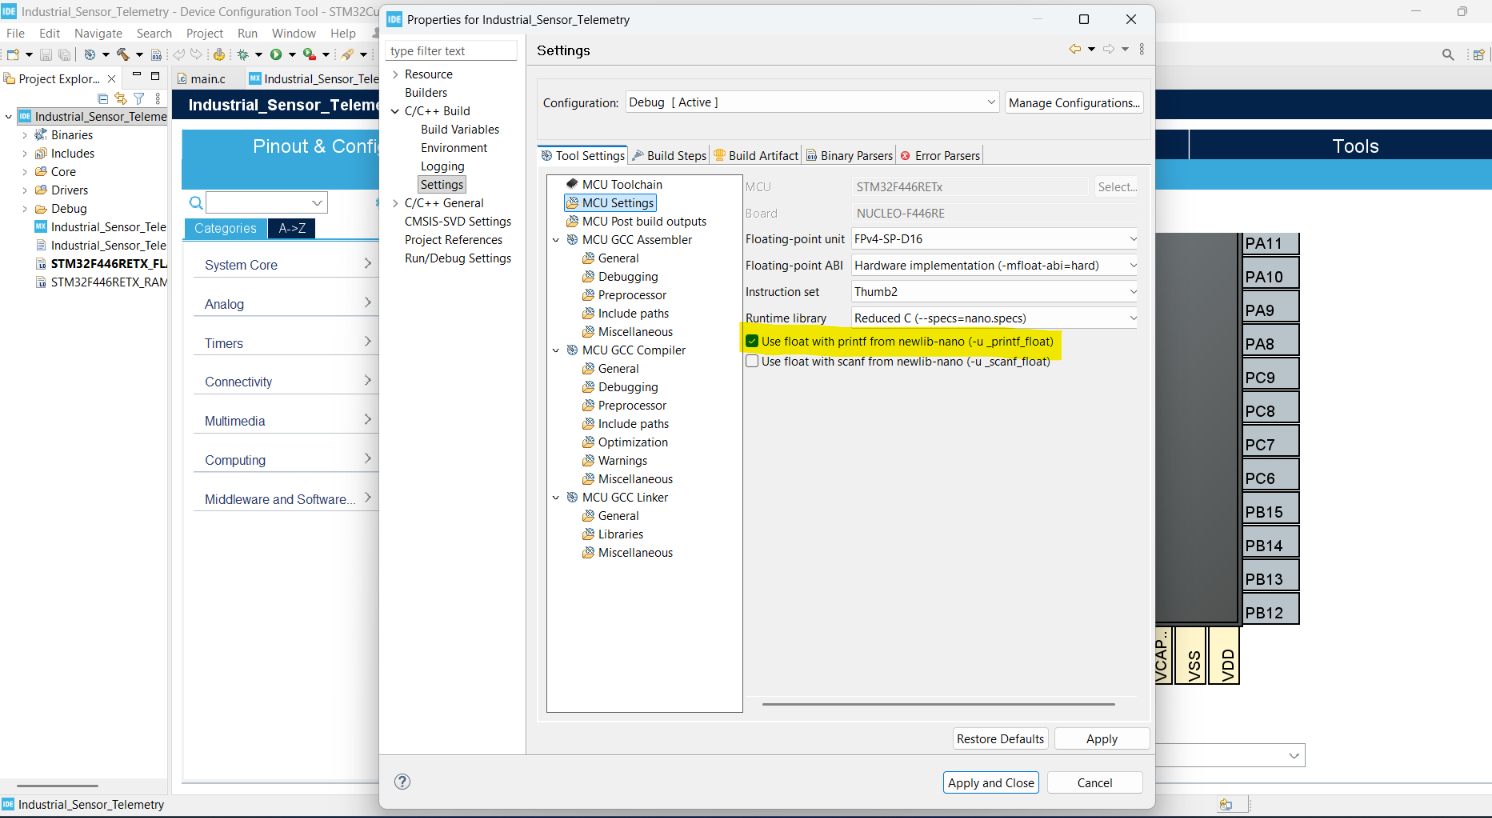 Industrial_Sensor_Telemetry - Device Configuration Tool - STM32Cu
File Edit Navigate Search Project Run Window Help
Project Explor...
main.c
Industrial_Sensor_Tele
Industrial_Sensor_Teleme
Binaries
Includes
Core
Drivers
Debug
Industrial_Sensor_Tele
Industrial_Sensor_Tele
STM32F446RETX_FL
STM32F446RETX_RAM
Industrial_Sensor_Teleme
Pinout & Config
Categories A->Z
System Core
Analog
Timers
Connectivity
Multimedia
Computing
Middleware and Software...
Properties for Industrial_Sensor_Telemetry
type filter text
Resource
Builders
C/C++ Build
Build Variables
Environment
Logging
Settings
C/C++ General
CMSIS-SVD Settings
Project References
Run/Debug Settings
Settings
Configuration: Debug [ Active ] Manage Configurations...
Tool Settings Build Steps Build Artifact Binary Parsers Error Parsers
MCU Toolchain
MCU Settings
MCU Post build outputs
MCU GCC Assembler
General
Debugging
Preprocessor
Include paths
Miscellaneous
MCU GCC Compiler
General
Debugging
Preprocessor
Include paths
Optimization
Warnings
Miscellaneous
MCU GCC Linker
General
Libraries
Miscellaneous
MCU STM32F446RETx Select...
Board NUCLEO-F446RE
Floating-point unit FPv4-SP-D16
Floating-point ABI Hardware implementation (-mfloat-abi=hard)
Instruction set Thumb2
Runtime library Reduced C (--specs=nano.specs)
Use float with printf from newlib-nano (-u _printf_float)
Use float with scanf from newlib-nano (-u _scanf_float)
Restore Defaults Apply
Apply and Close Cancel
Tools
PA11
PA10
PA9
PA8
PC9
PC8
PC7
PC6
PB15
PB14
PB13
PB12
VCAP..
VSS
VDD
Industrial_Sensor_Telemetry